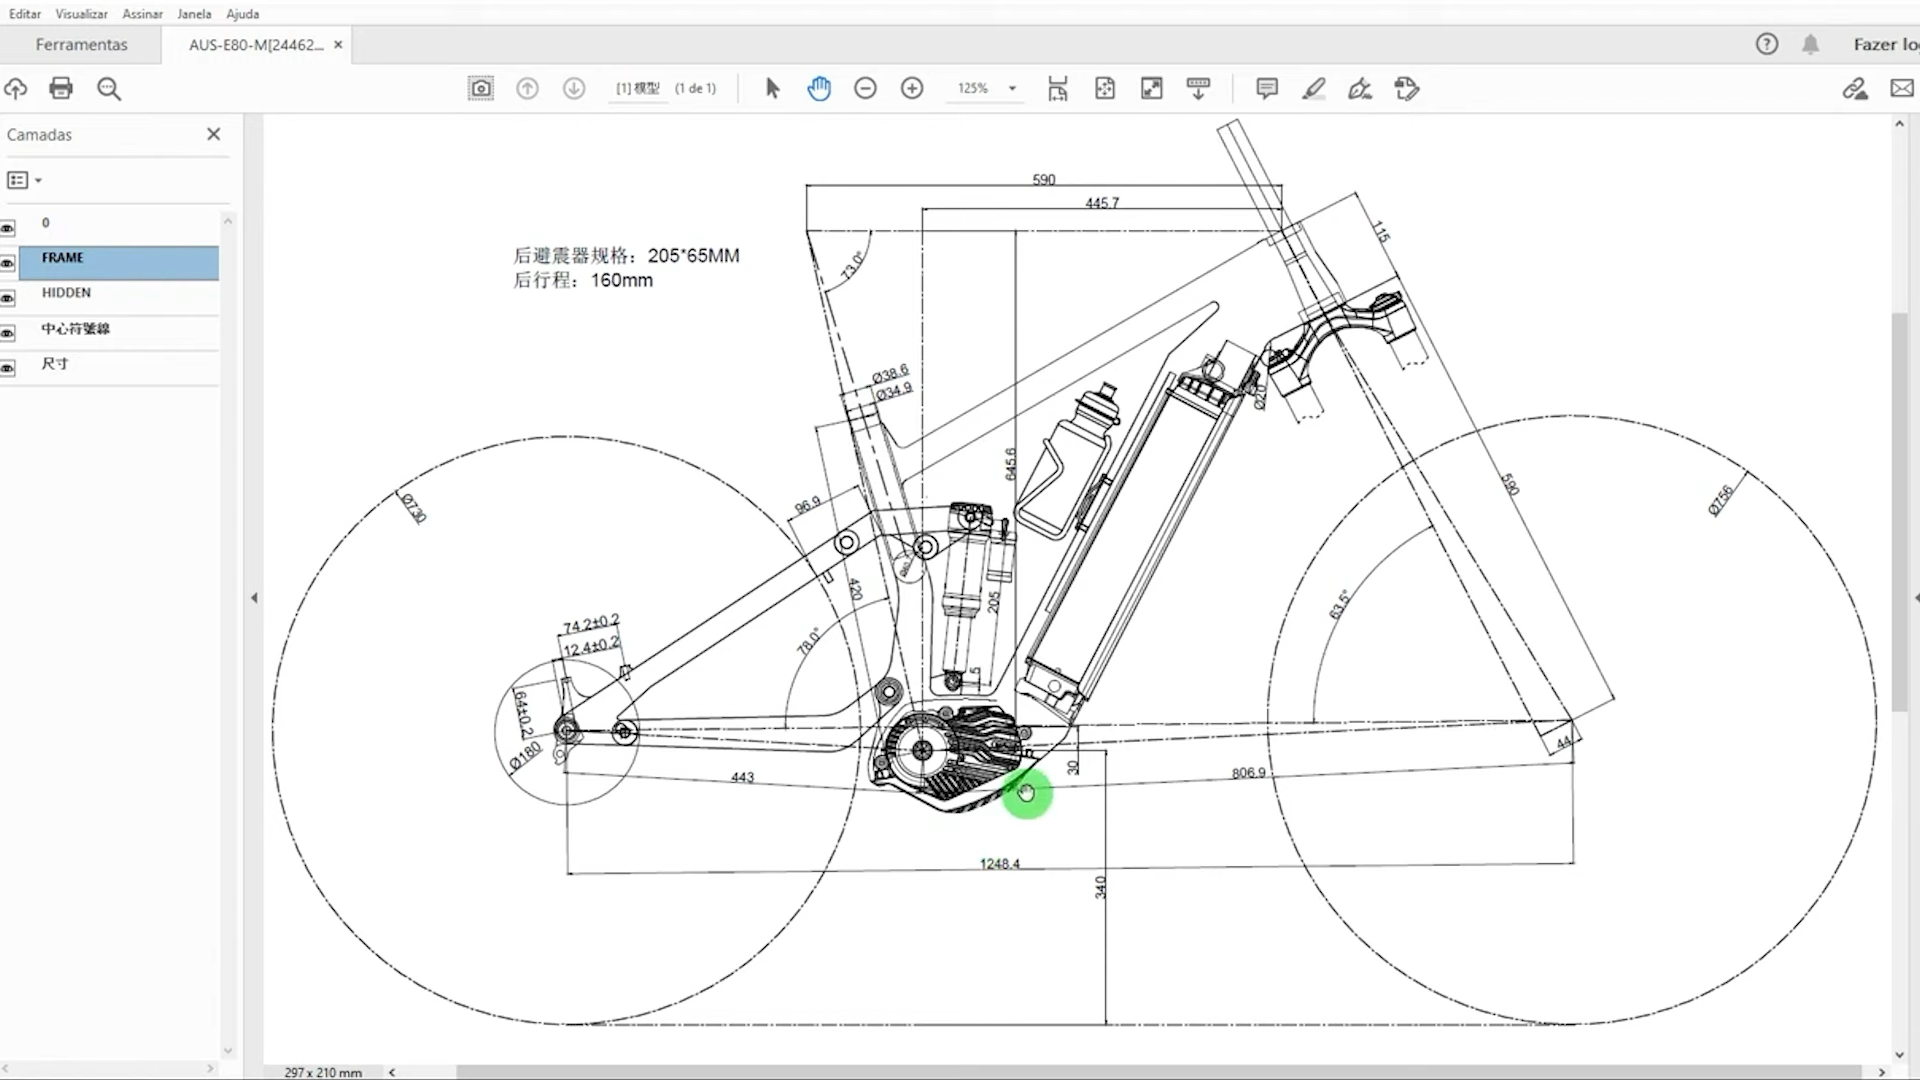 Editar Visualizar Assinar Janela Ajuda
Ferramentas AUS-E80-M[24462... × Fazer lo
[1] 模型 (1 de 1) 125%
Camadas
0
FRAME
HIDDEN
中心符號線
尺寸
后避震器规格：205*65MM
后行程：160mm
590
445.7
115
73.0°
Ø38.6
Ø34.9
645.6
96.9
Ø730
420
205
78.0°
590
Ø756
63.5°
74.2±0.2
12.4±0.2
64±0.2
Ø180
443
30
806.9
44
1248.4
340
297 x 210 mm